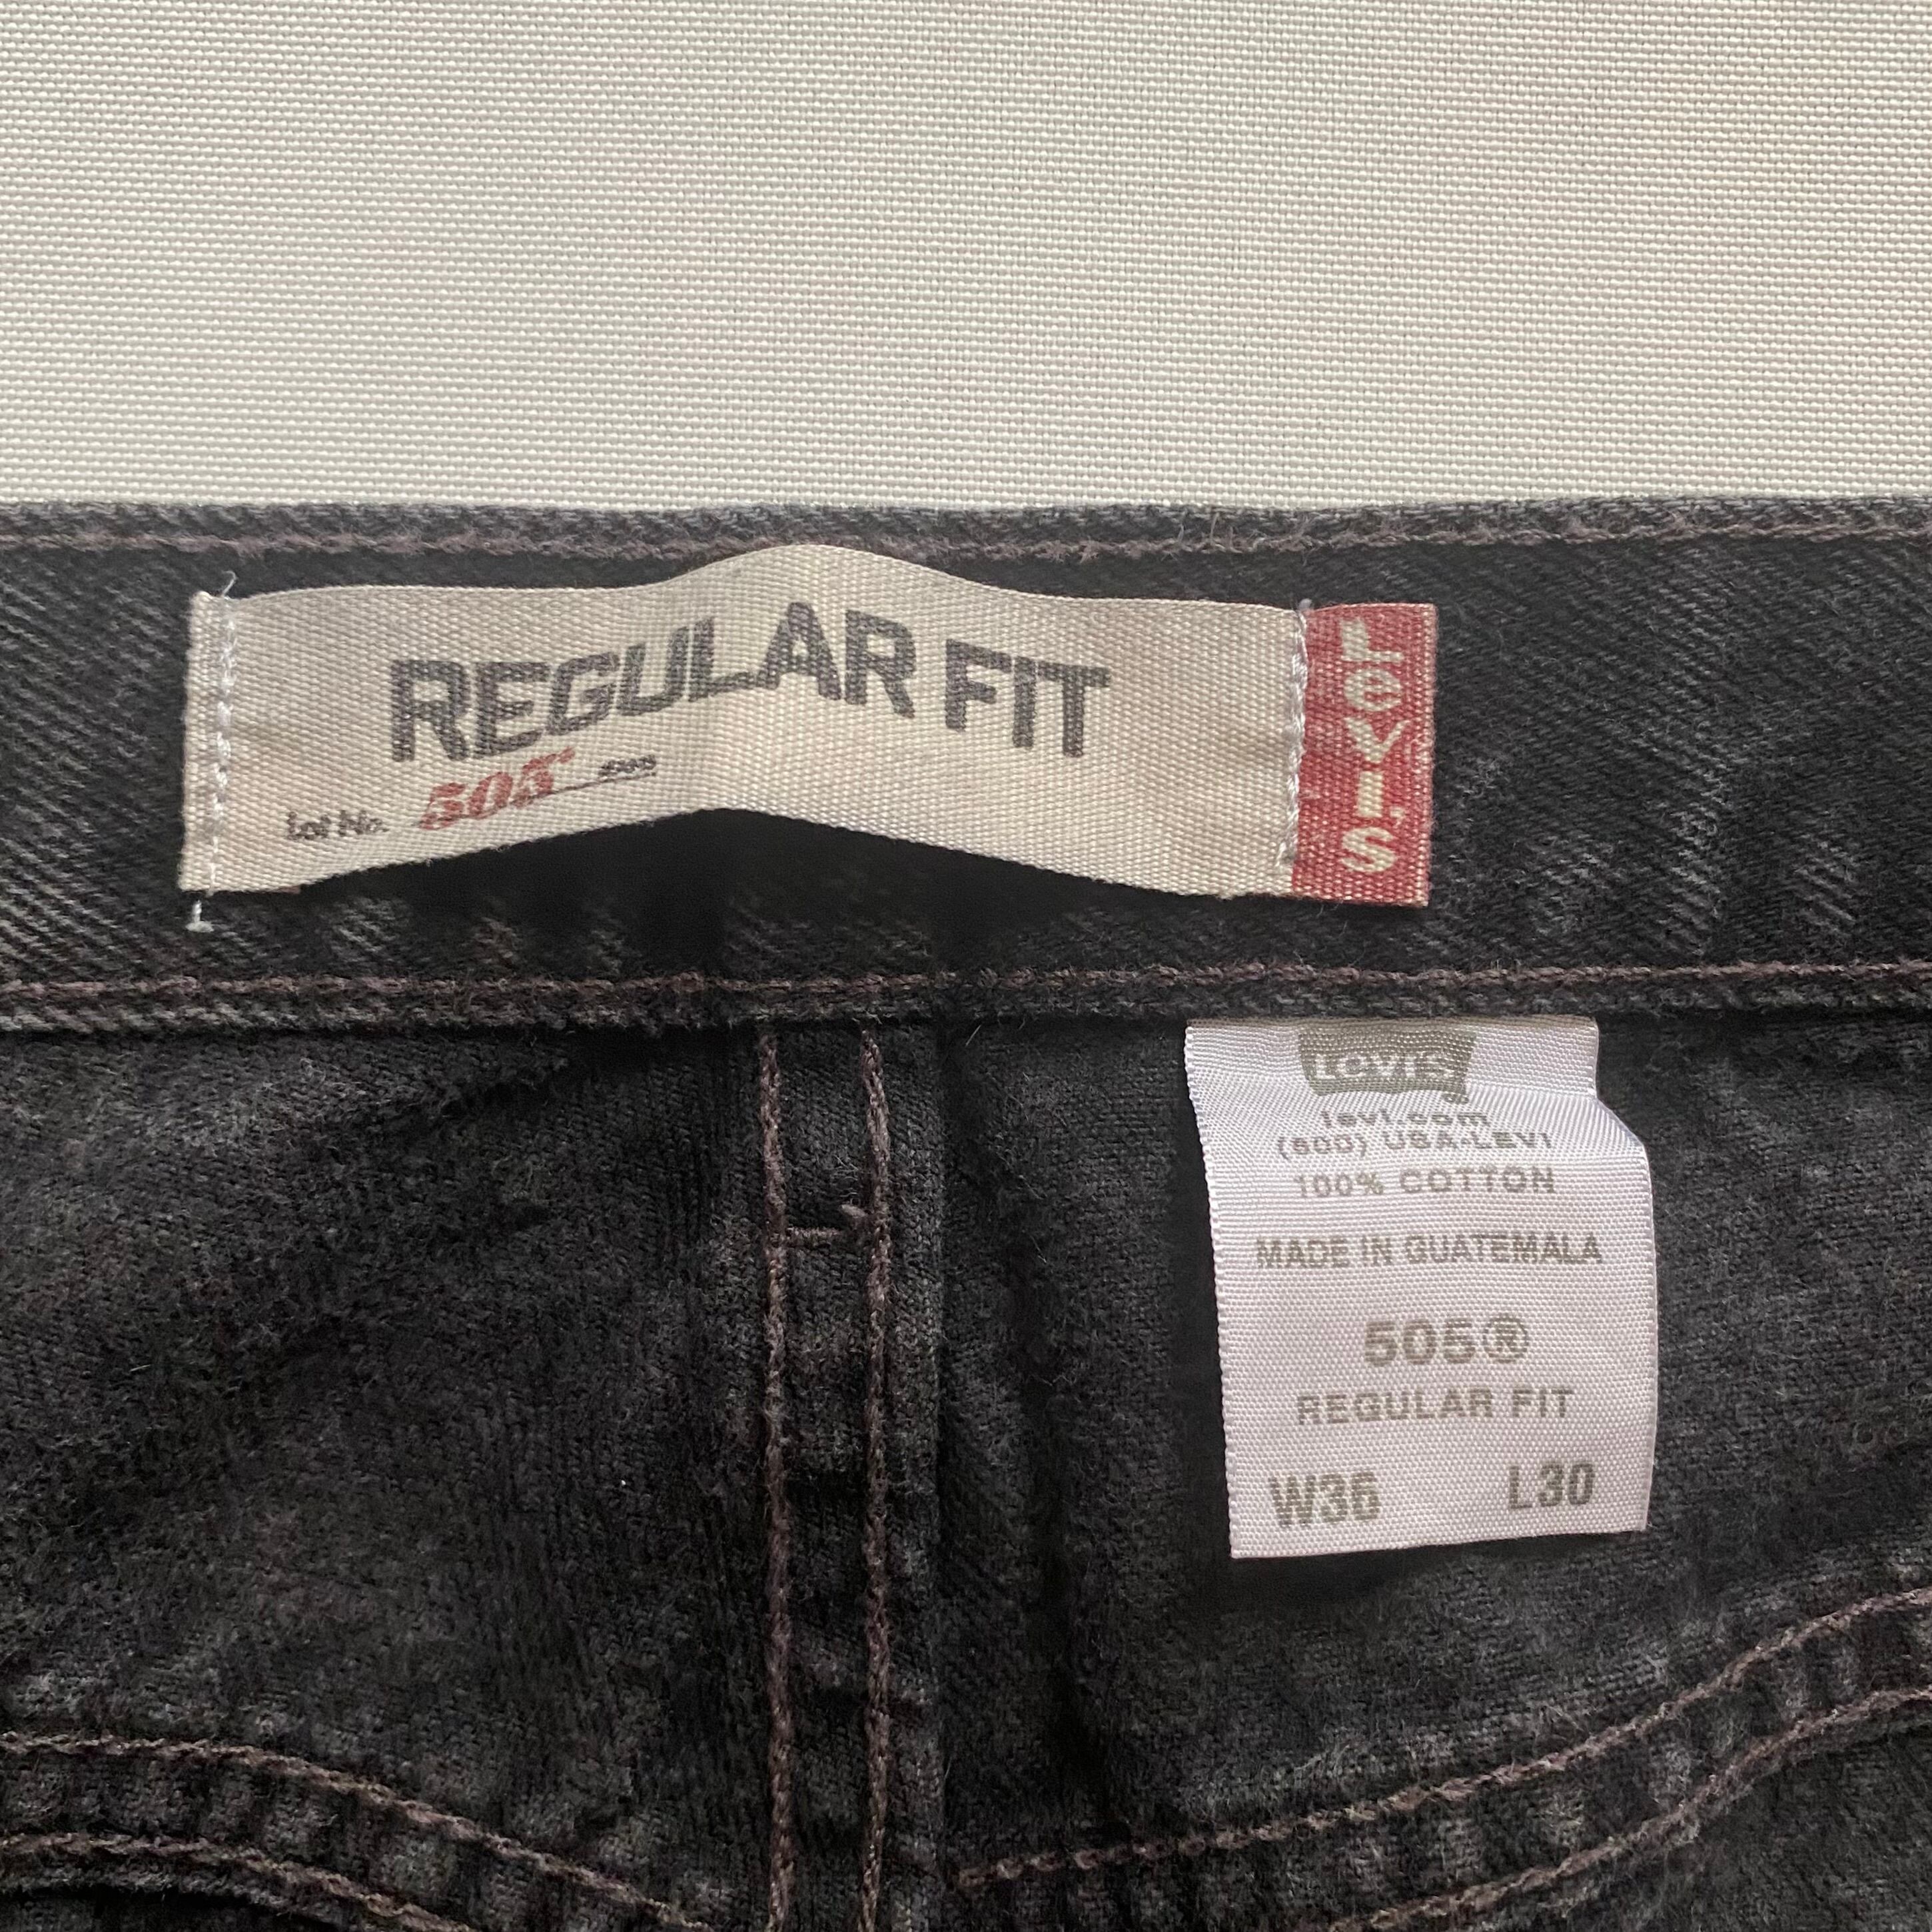 REGULAR FIT
Lot No. 505
LEVI'S
LEVI'S
levi.com
(800) USA-LEVI
100% COTTON
MADE IN GUATEMALA
505®
REGULAR FIT
W36 L30